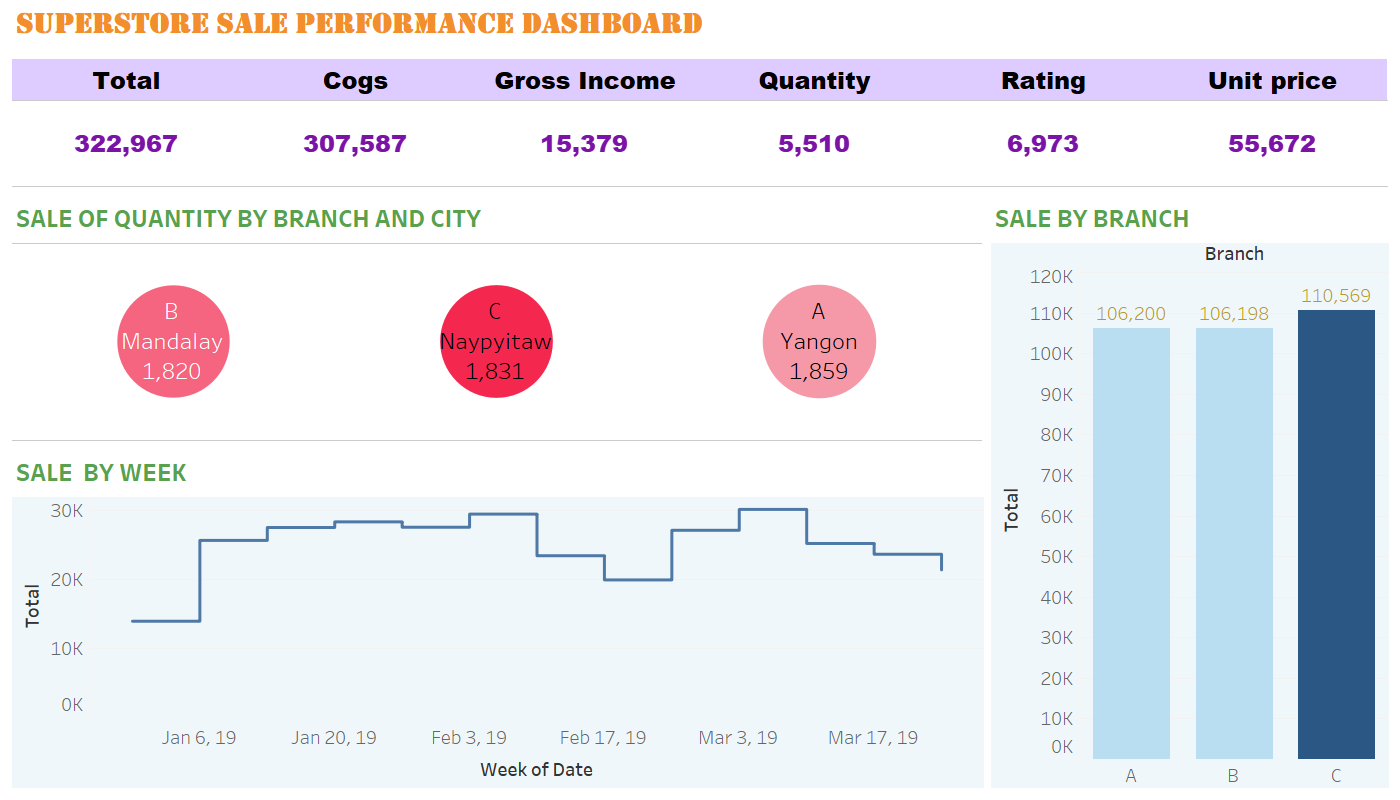 SUPERSTORE SALE PERFORMANCE DASHBOARD
Total Cogs Gross Income Quantity Rating Unit price
322,967 307,587 15,379 5,510 6,973 55,672
SALE OF QUANTITY BY BRANCH AND CITY
B
Mandalay
1,820
C
Naypyitaw
1,831
A
Yangon
1,859
SALE BY WEEK
30K
20K
10K
0K
Total
Jan 6, 19 Jan 20, 19 Feb 3, 19 Feb 17, 19 Mar 3, 19 Mar 17, 19
Week of Date
SALE BY BRANCH
Branch
120K
110K
100K
90K
80K
70K
60K
50K
40K
30K
20K
10K
0K
Total
106,200 106,198 110,569
A B C